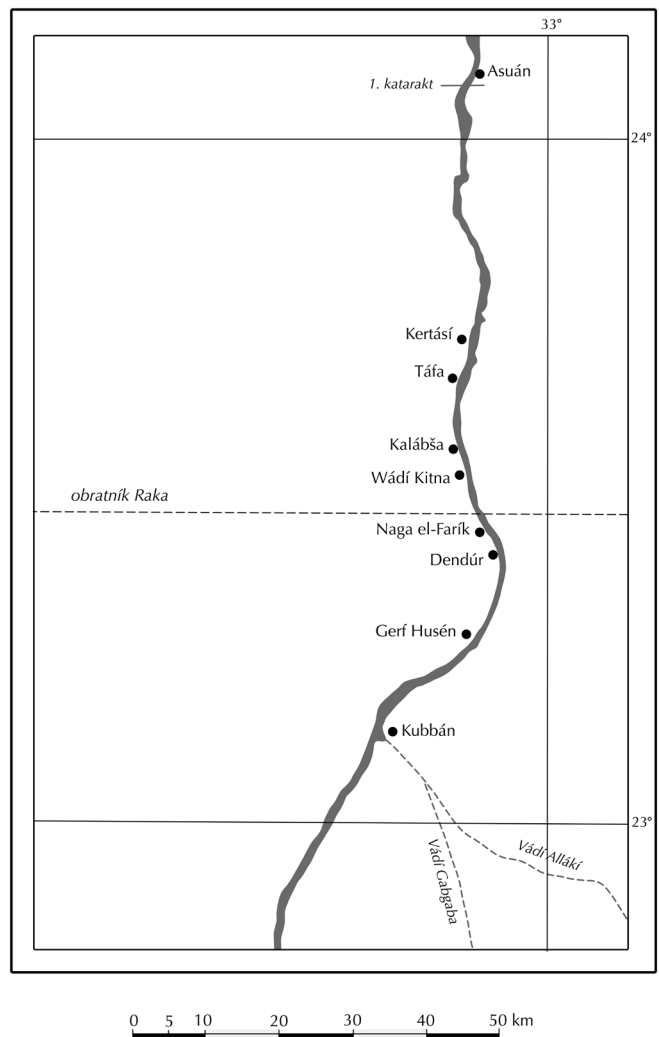 33°
Asuán
1. katarakt
24°
Kertásí
Táfa
Kalábša
Wádí Kitna
obratník Raka
Naga el-Farík
Dendúr
Gerf Husén
Kubbán
23°
Vádí Allákí
Vádí Gabgaba
0 5 10 20 30 40 50 km